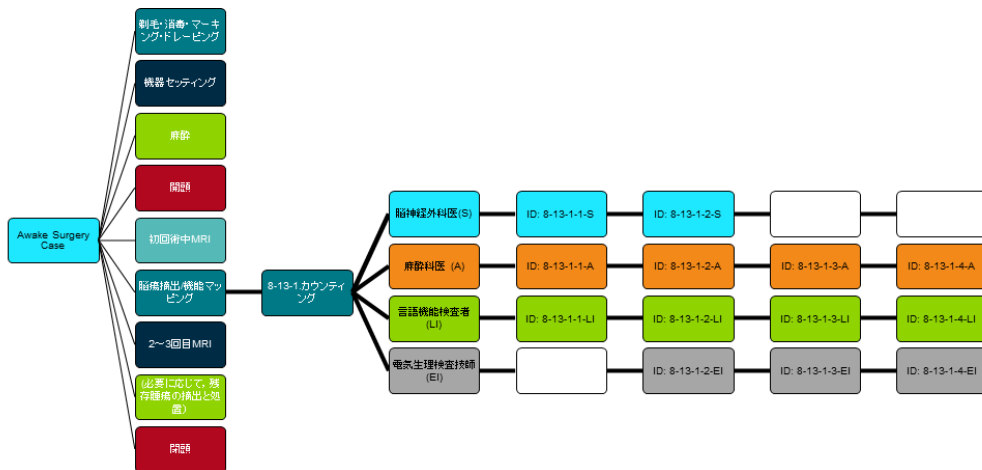 剃毛・消毒・マーキ
ング・ドレーピング
機器セッティング
麻酔
開頭
Awake Surgery
Case
初回術中MRI
脳瘍摘出/機能マッ
ピング
2～3回目MRI
(必要に応じて、残
存腫瘍の摘出と処
置)
閉頭
8-13-1.カウンティ
ング
脳神経外科医(S)
ID: 8-13-1-1-S
ID: 8-13-1-2-S
麻酔科医 (A)
ID: 8-13-1-1-A
ID: 8-13-1-2-A
ID: 8-13-1-3-A
ID: 8-13-1-4-A
言語機能検査者
(LI)
ID: 8-13-1-1-LI
ID: 8-13-1-2-LI
ID: 8-13-1-3-LI
ID: 8-13-1-4-LI
電気生理検査技師
(EI)
ID: 8-13-1-2-EI
ID: 8-13-1-3-EI
ID: 8-13-1-4-EI